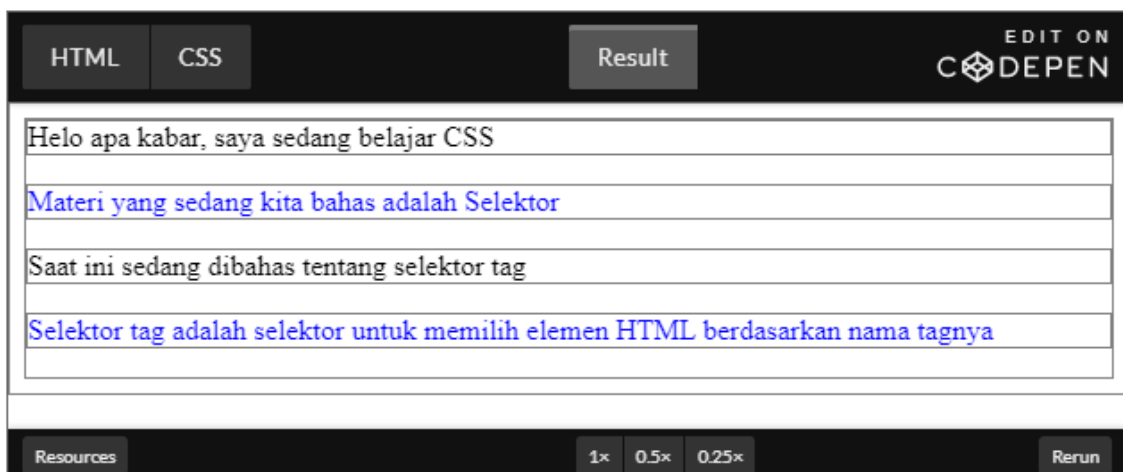 HTML CSS Result EDIT ON
CODEPEN
Helo apa kabar, saya sedang belajar CSS
Materi yang sedang kita bahas adalah Selektor
Saat ini sedang dibahas tentang selektor tag
Selektor tag adalah selektor untuk memilih elemen HTML berdasarkan nama tagnya
Resources 1× 0.5× 0.25× Rerun